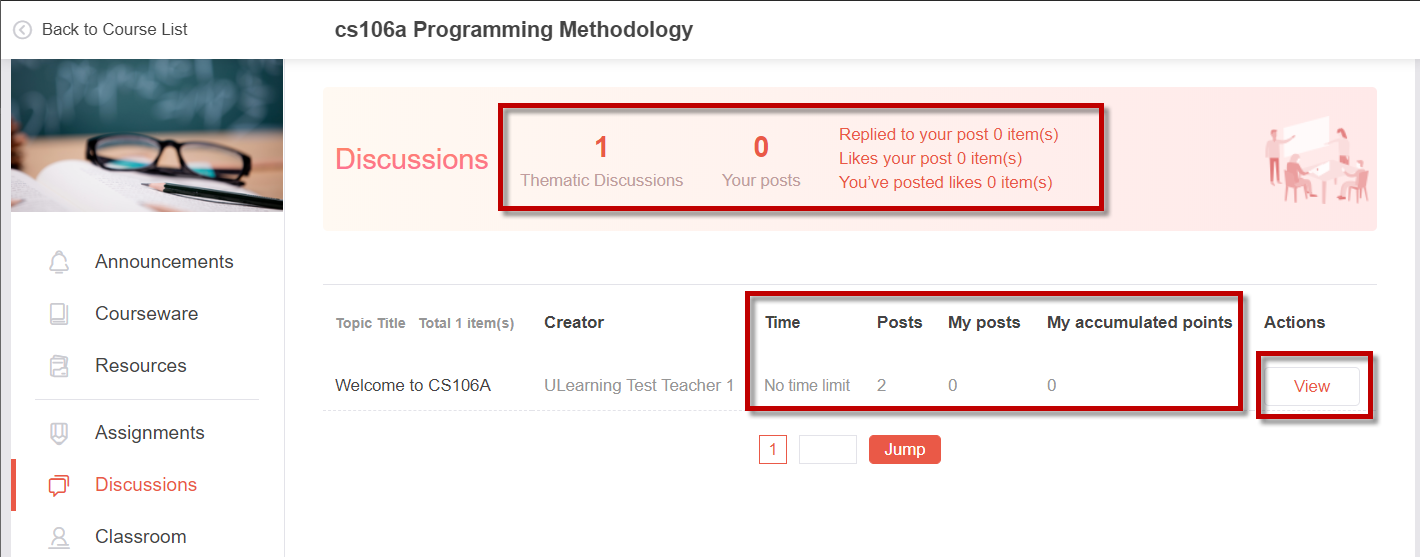 Back to Course List
cs106a Programming Methodology
Discussions
1
Thematic Discussions
0
Your posts
Replied to your post 0 item(s)
Likes your post 0 item(s)
You’ve posted likes 0 item(s)
Announcements
Courseware
Resources
Assignments
Discussions
Classroom
Topic Title Total 1 item(s) Creator Time Posts My posts My accumulated points Actions
Welcome to CS106A ULearning Test Teacher 1 No time limit 2 0 0 View
1 Jump